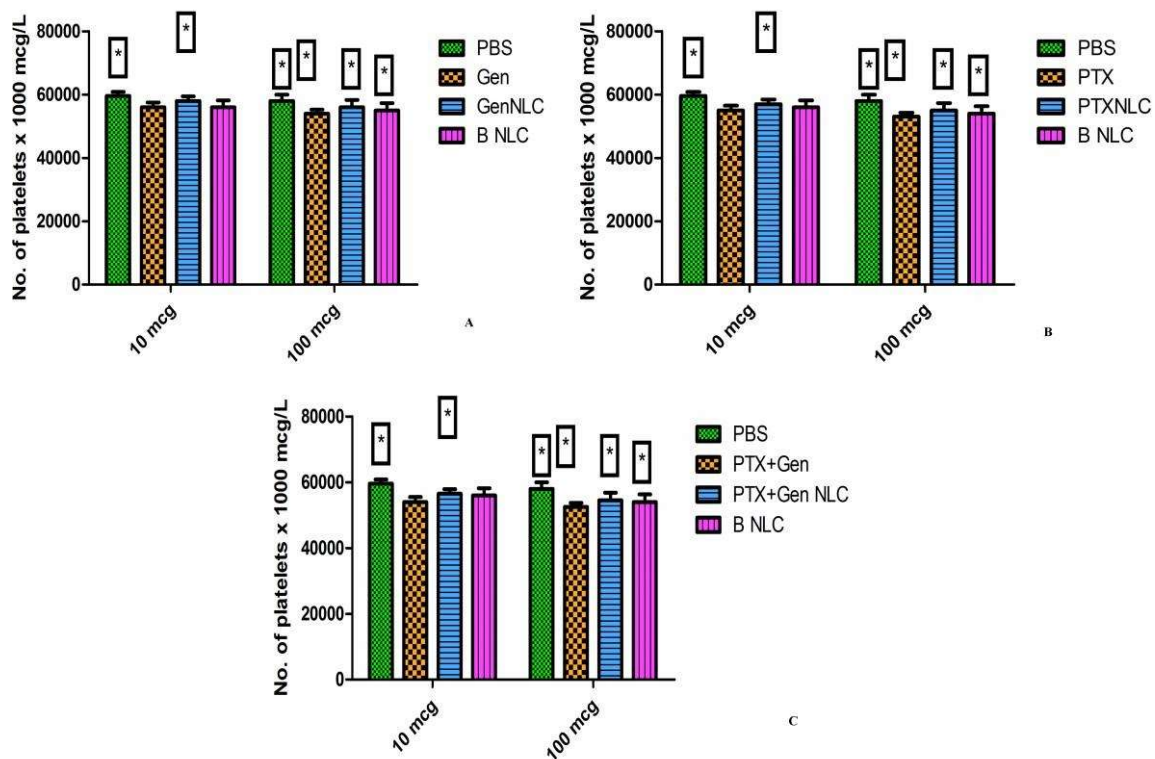 No. of platelets x 1000 mcg/L
80000
60000
40000
20000
0
* * * * * *
10 mcg
100 mcg
PBS
Gen
GenNLC
B NLC
A
No. of platelets x 1000 mcg/L
80000
60000
40000
20000
0
* * * * * *
10 mcg
100 mcg
PBS
PTX
PTXNLC
B NLC
B
No. of platelets x 1000 mcg/L
80000
60000
40000
20000
0
* * * * * *
10 mcg
100 mcg
PBS
PTX+Gen
PTX+Gen NLC
B NLC
C